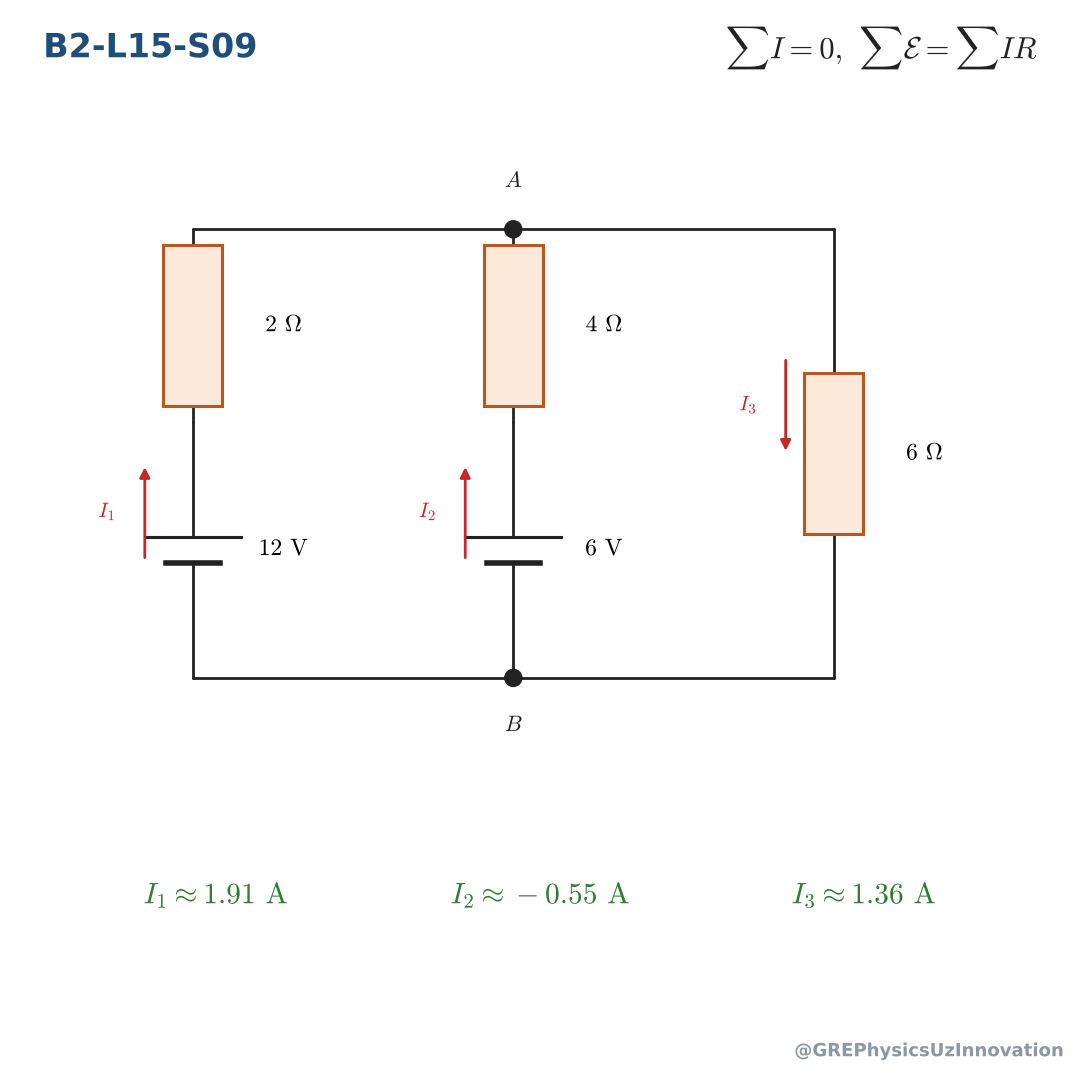 B2-L15-S09
∑I = 0, ∑ℰ = ∑IR
A
2 Ω
4 Ω
I₃
6 Ω
I₁
I₂
12 V
6 V
B
I₁ ≈ 1.91 A
I₂ ≈ −0.55 A
I₃ ≈ 1.36 A
@GREPhysicsUzInnovation